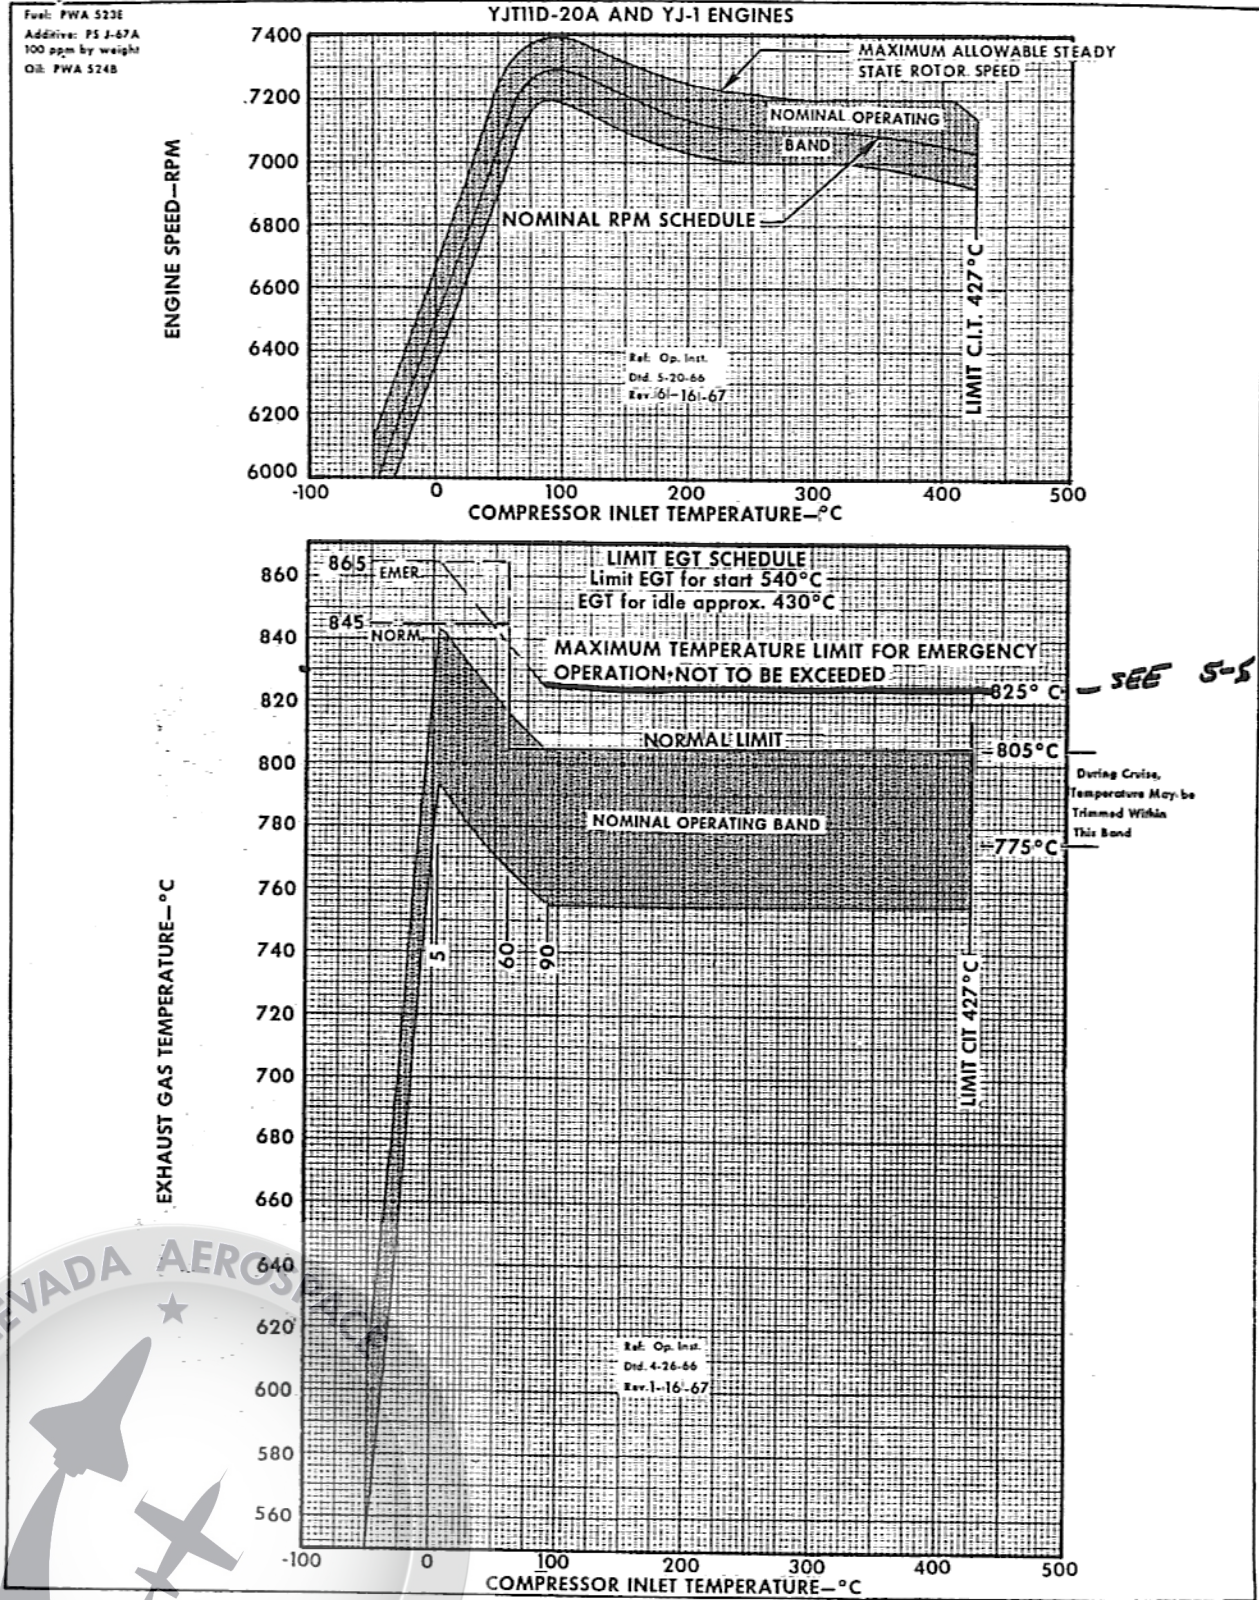 Fuel: PWA 523E
Additive: PS J-67A
100 ppm by weight
Oil: PWA 524B
YJT11D-20A AND YJ-1 ENGINES
7400
7200
7000
6800
6600
6400
6200
6000
ENGINE SPEED—RPM
MAXIMUM ALLOWABLE STEADY
STATE ROTOR SPEED
NOMINAL OPERATING
BAND
NOMINAL RPM SCHEDULE
LIMIT C.I.T. 427°C
Ref: Op. Inst.
Dtd. 5-20-66
-100 0 100 200 300 400 500
COMPRESSOR INLET TEMPERATURE—°C
LIMIT EGT SCHEDULE
Limit EGT for start 540°C
EGT for idle approx. 430°C
865
EMER.
845
NORM.
MAXIMUM TEMPERATURE LIMIT FOR EMERGENCY
OPERATION•NOT TO BE EXCEEDED
825° C
SEE 5-5
NORMAL LIMIT
805°C
During Cruise,
Temperature May be
Trimmed Within
This Band
NOMINAL OPERATING BAND
775°C
5
60
90
LIMIT CIT 427°C
860
840
820
800
780
760
740
720
700
680
660
640
620
600
580
560
EXHAUST GAS TEMPERATURE—°C
Ref: Op. Inst.
Dtd. 4-26-66
Rev. 1-16-67
-100 0 100 200 300 400 500
COMPRESSOR INLET TEMPERATURE—°C
NEVADA AEROSPACE